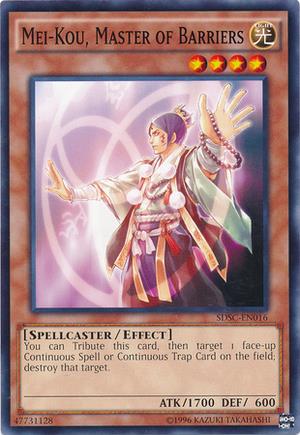 Mei-Kou, Master of Barriers
LIGHT
光
SDSC-EN016
[Spellcaster / Effect]
You can Tribute this card, then target 1 face-up
Continuous Spell or Continuous Trap Card on the field;
destroy that target.
ATK/1700 DEF/ 600
47731128
©1996 KAZUKI TAKAHASHI